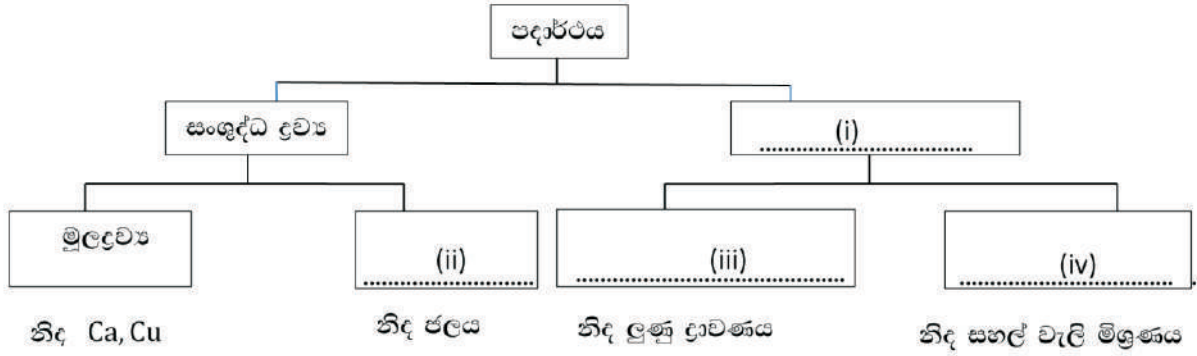 පදාර්ථය
සංශුද්ධ ද්‍රව්‍ය
(i)
........................................
මූලද්‍රව්‍ය
(ii)
................................
(iii)
..................................................
(iv)
........................................ .
නිද Ca, Cu
නිද ජලය
නිද ලුණු ද්‍රාවණය
නිද සහල් වැලි මිශ්‍රණය